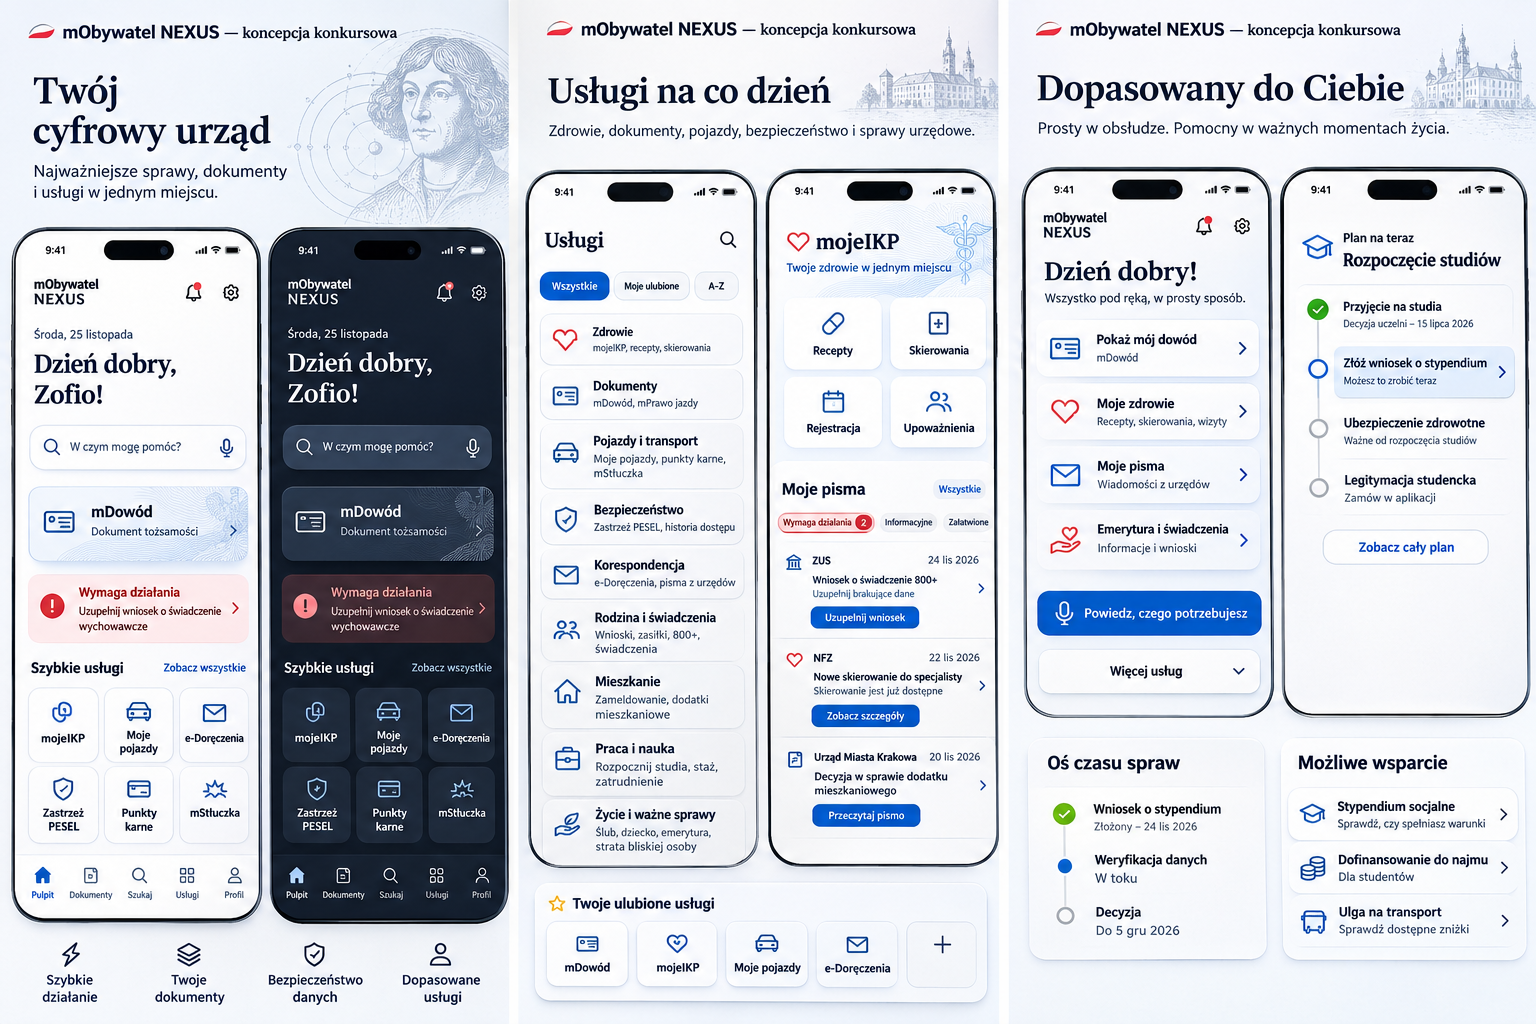 mObywatel NEXUS — koncepcja konkursowa
Twój
cyfrowy urząd
Najważniejsze sprawy, dokumenty
i usługi w jednym miejscu.
9:41
mObywatel
NEXUS
Środa, 25 listopada
Dzień dobry,
Zofio!
W czym mogę pomóc?
mDowód
Dokument tożsamości
Wymaga działania
Uzupełnij wniosek o świadczenie
wychowawcze
Szybkie usługi
Zobacz wszystkie
mojeIKP
Moje
pojazdy
e-Doręczenia
Zastrzeż
PESEL
Punkty
karne
mStłuczka
Pulpit
Dokumenty
Szukaj
Usługi
Profil
9:41
mObywatel
NEXUS
Środa, 25 listopada
Dzień dobry,
Zofio!
W czym mogę pomóc?
mDowód
Dokument tożsamości
Wymaga działania
Uzupełnij wniosek o świadczenie
wychowawcze
Szybkie usługi
Zobacz wszystkie
mojeIKP
Moje
pojazdy
e-Doręczenia
Zastrzeż
PESEL
Punkty
karne
mStłuczka
Pulpit
Dokumenty
Szukaj
Usługi
Profil
Szybkie
działanie
Twoje
dokumenty
Bezpieczeństwo
danych
Dopasowane
usługi
mObywatel NEXUS — koncepcja konkursowa
Usługi na co dzień
Zdrowie, dokumenty, pojazdy, bezpieczeństwo i sprawy urzędowe.
9:41
Usługi
Wszystkie
Moje ulubione
A-Z
Zdrowie
mojeIKP, recepty, skierowania
Dokumenty
mDowód, mPrawo jazdy
Pojazdy i transport
Moje pojazdy, punkty karne,
mStłuczka
Bezpieczeństwo
Zastrzeż PESEL, historia dostępu
Korespondencja
e-Doręczenia, pisma z urzędów
Rodzina i świadczenia
Wnioski, zasiłki, 800+,
świadczenia
Mieszkanie
Zameldowanie, dodatki
mieszkaniowe
Praca i nauka
Rozpocznij studia, staż,
zatrudnienie
Życie i ważne sprawy
Ślub, dziecko, emerytura,
strata bliskiej osoby
9:41
mojeIKP
Twoje zdrowie w jednym miejscu
Recepty
Skierowania
Rejestracja
Upoważnienia
Moje pisma
Wszystkie
Wymaga działania 2
Informacyjne
Załatwione
ZUS
24 lis 2026
Wniosek o świadczenie 800+
Uzupełnij brakujące dane
Uzupełnij wniosek
NFZ
22 lis 2026
Nowe skierowanie do specjalisty
Skierowanie jest już dostępne
Zobacz szczegóły
Urząd Miasta Krakowa
20 lis 2026
Decyzja w sprawie dodatku
mieszkaniowego
Przeczytaj pismo
Twoje ulubione usługi
mDowód
mojeIKP
Moje pojazdy
e-Doręczenia
+
mObywatel NEXUS — koncepcja konkursowa
Dopasowany do Ciebie
Prosty w obsłudze. Pomocny w ważnych momentach życia.
9:41
mObywatel
NEXUS
Dzień dobry!
Wszystko pod ręką, w prosty sposób.
Pokaż mój dowód
mDowód
Moje zdrowie
Recepty, skierowania, wizyty
Moje pisma
Wiadomości z urzędów
Emerytura i świadczenia
Informacje i wnioski
Powiedz, czego potrzebujesz
Więcej usług
9:41
Plan na teraz
Rozpoczęcie studiów
Przyjęcie na studia
Decyzja uczelni – 15 lipca 2026
Złóż wniosek o stypendium
Możesz to zrobić teraz
Ubezpieczenie zdrowotne
Ważne od rozpoczęcia studiów
Legitymacja studencka
Zamów w aplikacji
Zobacz cały plan
Oś czasu spraw
Wniosek o stypendium
Złożony – 24 lis 2026
Weryfikacja danych
W toku
Decyzja
Do 5 gru 2026
Możliwe wsparcie
Stypendium socjalne
Sprawdź, czy spełniasz warunki
Dofinansowanie do najmu
Dla studentów
Ulga na transport
Sprawdź dostępne zniżki